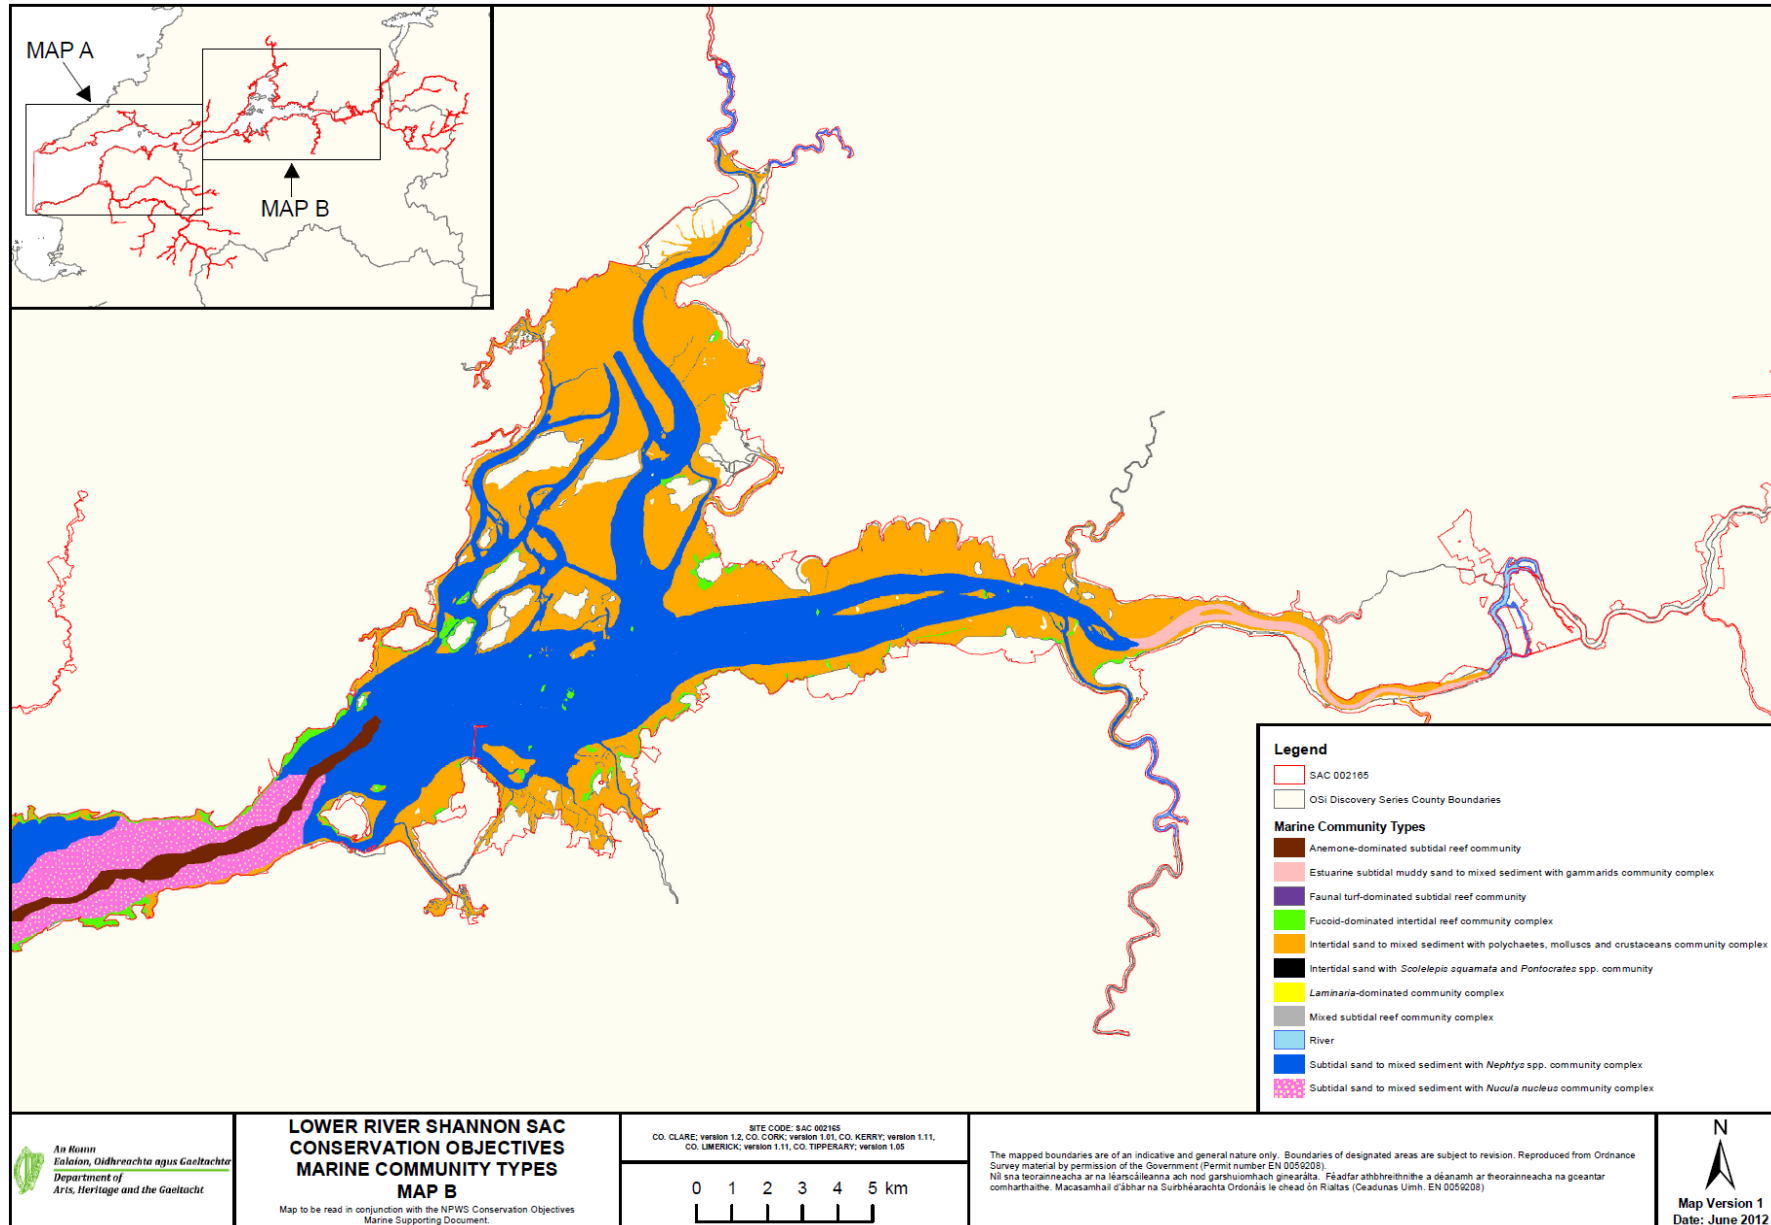 MAP A
MAP B
Legend
SAC 002165
OSi Discovery Series County Boundaries
Marine Community Types
Anemone-dominated subtidal reef community
Estuarine subtidal muddy sand to mixed sediment with gammarids community complex
Faunal turf-dominated subtidal reef community
Fucoid-dominated intertidal reef community complex
Intertidal sand to mixed sediment with polychaetes, molluscs and crustaceans community complex
Intertidal sand with Scolelepis squamata and Pontocrates spp. community
Laminaria-dominated community complex
Mixed subtidal reef community complex
River
Subtidal sand to mixed sediment with Nephtys spp. community complex
Subtidal sand to mixed sediment with Nucula nucleus community complex
An Roinn
Ealaíon, Oidhreachta agus Gaeltachta
Department of
Arts, Heritage and the Gaeltacht
LOWER RIVER SHANNON SAC
CONSERVATION OBJECTIVES
MARINE COMMUNITY TYPES
MAP B
Map to be read in conjunction with the NPWS Conservation Objectives
Marine Supporting Document.
SITE CODE: SAC 002165
CO. CLARE; version 1.2, CO. CORK; version 1.01, CO. KERRY; version 1.11,
CO. LIMERICK; version 1.11, CO. TIPPERARY; version 1.05
0 1 2 3 4 5 km
The mapped boundaries are of an indicative and general nature only. Boundaries of designated areas are subject to revision. Reproduced from Ordnance
Survey material by permission of the Government (Permit number EN 0059208).
Níl sna teorainneacha ar na léarscáileanna ach nod garshuiomhach ginearálta. Féadfar athbhreithnithe a déanamh ar theorainneacha na gceantar
comharthaithe. Macasamhail d'ábhar na Suirbhéarachta Ordonáis le chead ón Rialtas (Ceadunas Uimh. EN 0059208)
N
Map Version 1
Date: June 2012